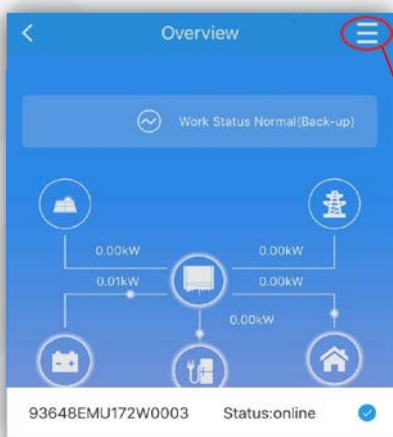 Overview
Work Status Normal(Back-up)
0.00kW 0.00kW
0.01kW 0.00kW
0.00kW
93648EMU172W0003 Status:online